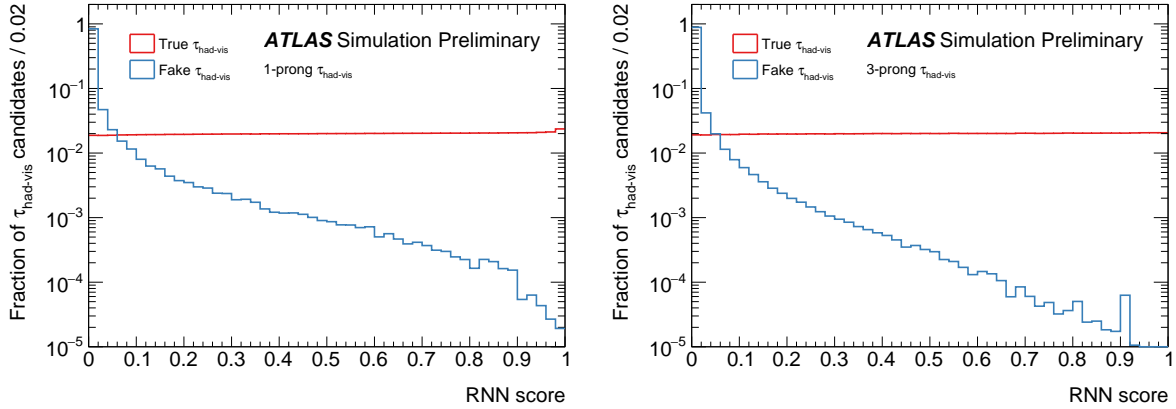 Fraction of τhad-vis candidates / 0.02
1
10−1
10−2
10−3
10−4
10−5
True τhad-vis
Fake τhad-vis
ATLAS Simulation Preliminary
1-prong τhad-vis
0 0.1 0.2 0.3 0.4 0.5 0.6 0.7 0.8 0.9 1
RNN score
Fraction of τhad-vis candidates / 0.02
1
10−1
10−2
10−3
10−4
10−5
True τhad-vis
Fake τhad-vis
ATLAS Simulation Preliminary
3-prong τhad-vis
0 0.1 0.2 0.3 0.4 0.5 0.6 0.7 0.8 0.9 1
RNN score